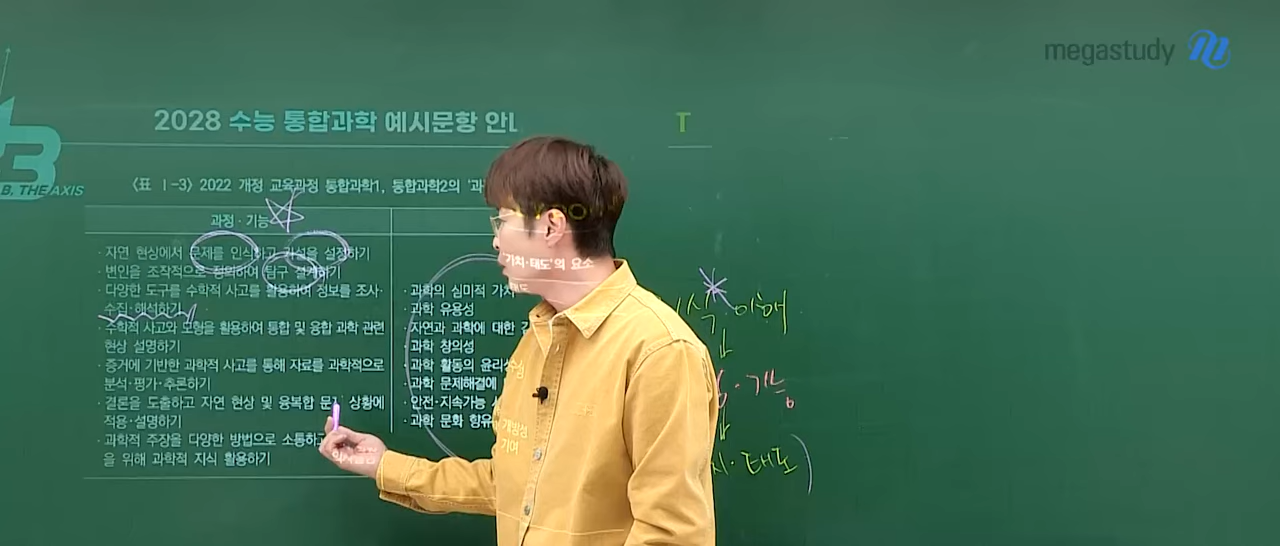 megastudy
2028 수능 통합과학 예시문항 안
T
3
B. THE AXIS
〈표 Ⅰ-3〉 2022 개정 교육과정 통합과학1, 통합과학2의 '과
과정·기능
'가치·태도'의 요소
· 자연 현상에서 문제를 인식하고 가설을 설정하기
· 변인을 조작적으로 정의하여 탐구 설계하기
· 다양한 도구를 수학적 사고를 활용하여 정보를 조사·
수집·해석하기
· 수학적 사고와 모형을 활용하여 통합 및 융합 과학 관련
현상 설명하기
· 증거에 기반한 과학적 사고를 통해 자료를 과학적으로
분석·평가·추론하기
· 결론을 도출하고 자연 현상 및 융복합 문제 상황에
적용·설명하기
· 과학적 주장을 다양한 방법으로 소통하고
을 위해 과학적 지식 활용하기
· 과학의 심미적 가치
· 과학 유용성
· 자연과 과학에 대한
· 과학 창의성
· 과학 활동의 윤리성
· 과학 문제해결에
개방성
· 안전·지속가능
기여
· 과학 문화 향유
식·이해
·기능
·태도